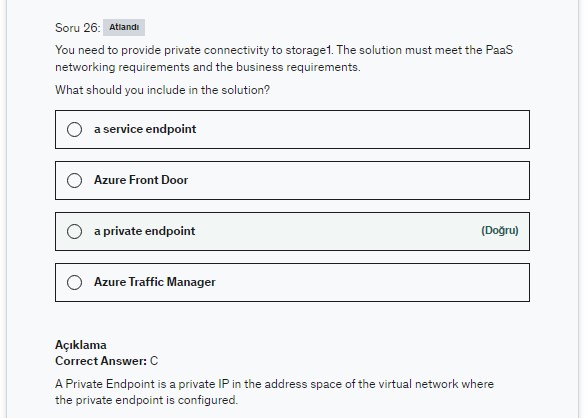 Soru 26: Atlandı
You need to provide private connectivity to storage1. The solution must meet the PaaS
networking requirements and the business requirements.
What should you include in the solution?
a service endpoint
Azure Front Door
a private endpoint (Doğru)
Azure Traffic Manager
Açıklama
Correct Answer: C
A Private Endpoint is a private IP in the address space of the virtual network where
the private endpoint is configured.